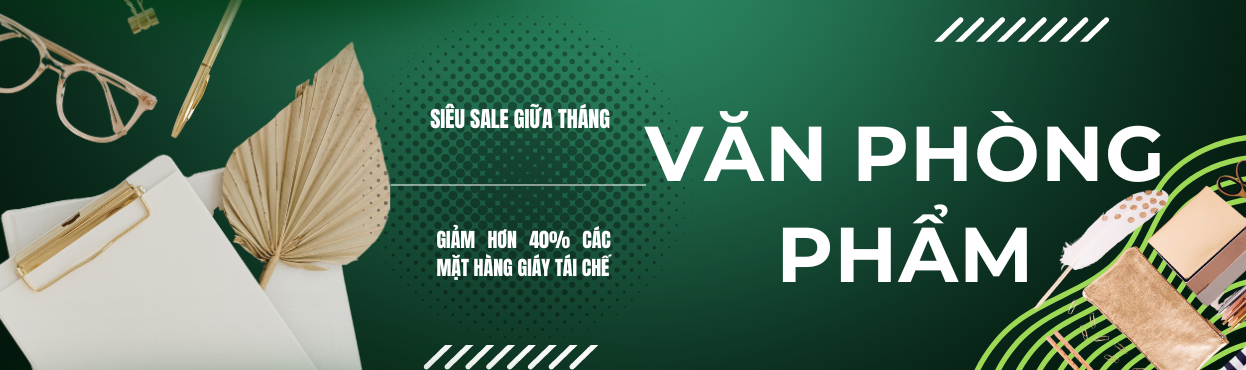 SIÊU SALE GIỮA THÁNG
GIẢM HƠN 40% CÁC
MẶT HÀNG GIẤY TÁI CHẾ
VĂN PHÒNG
PHẨM